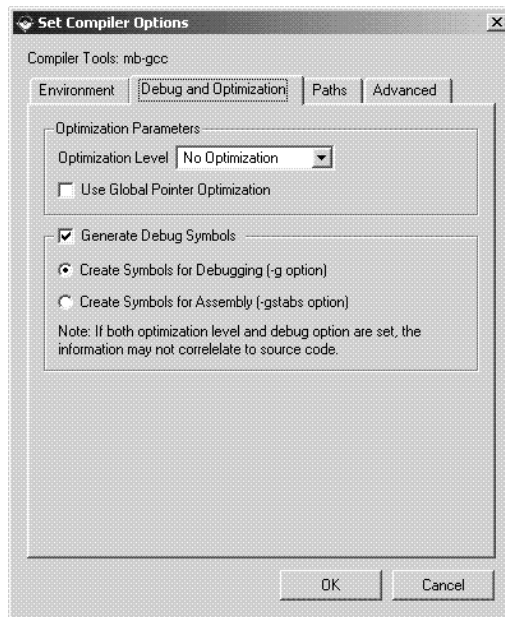 Set Compiler Options
Compiler Tools: mb-gcc
Environment
Debug and Optimization
Paths
Advanced
Optimization Parameters
Optimization Level
No Optimization
Use Global Pointer Optimization
Generate Debug Symbols
Create Symbols for Debugging (-g option)
Create Symbols for Assembly (-gstabs option)
Note: If both optimization level and debug option are set, the
information may not correlelate to source code.
OK
Cancel